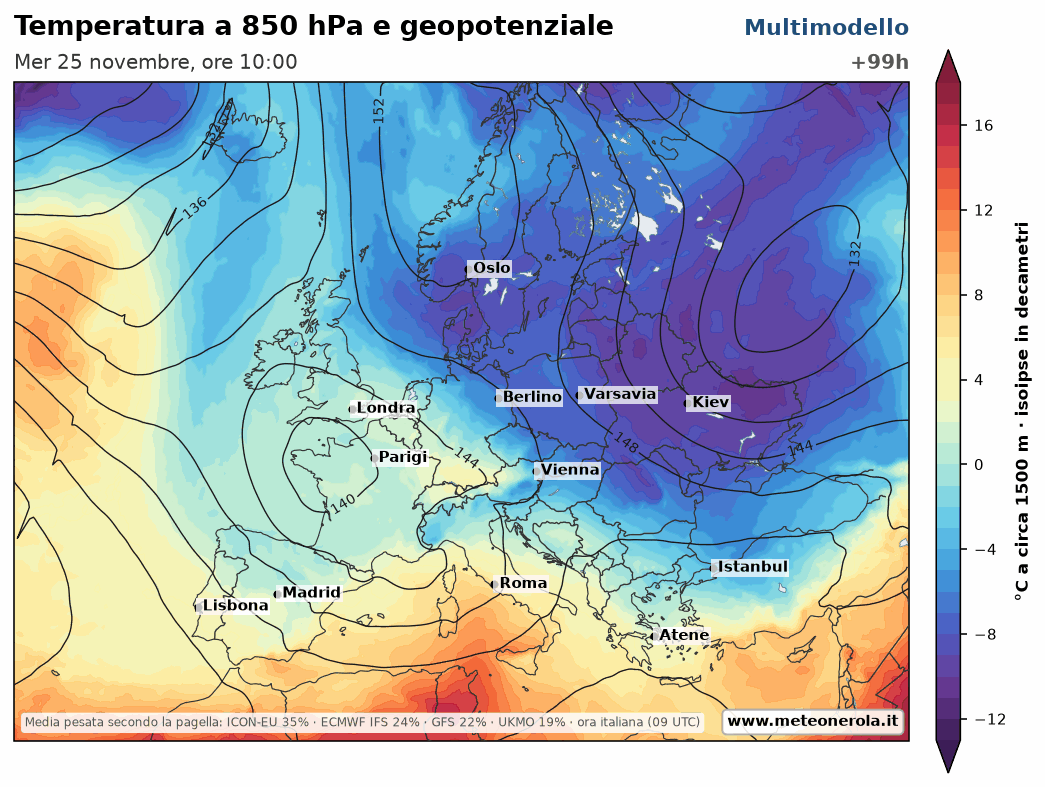 Temperatura a 850 hPa e geopotenziale
Multimodello
Mer 25 novembre, ore 10:00
+99h
152
132
136
132
Oslo
Berlino
Varsavia
Kiev
Londra
148
144
144
Parigi
Vienna
140
Istanbul
Roma
Madrid
Lisbona
Atene
Media pesata secondo la pagella: ICON-EU 35% · ECMWF IFS 24% · GFS 22% · UKMO 19% · ora italiana (09 UTC)
www.meteonerola.it
16
12
8
4
0
−4
−8
−12
°C a circa 1500 m · isoipse in decametri